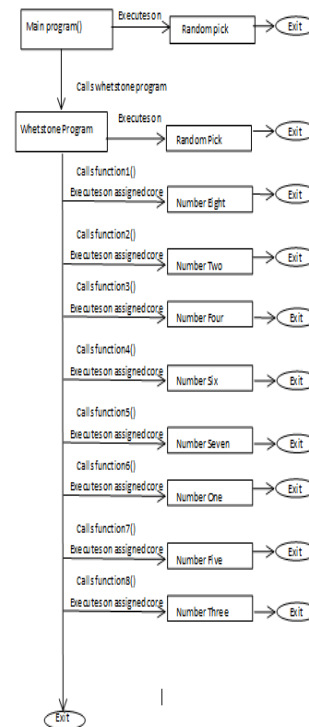 Main program()
Executes on
Random pick
Exit
Calls whetstone program
Whetstone Program
Executes on
Random Pick
Exit
Calls function1()
Executes on assigned core
Number Eight
Exit
Calls function2()
Executes on assigned core
Number Two
Exit
Calls function3()
Executes on assigned core
Number Four
Exit
Calls function4()
Executes on assigned core
Number Six
Exit
Calls function5()
Executes on assigned core
Number Seven
Exit
Calls function6()
Executes on assigned core
Number One
Exit
Calls function7()
Executes on assigned core
Number Five
Exit
Calls function8()
Executes on assigned core
Number Three
Exit
Exit